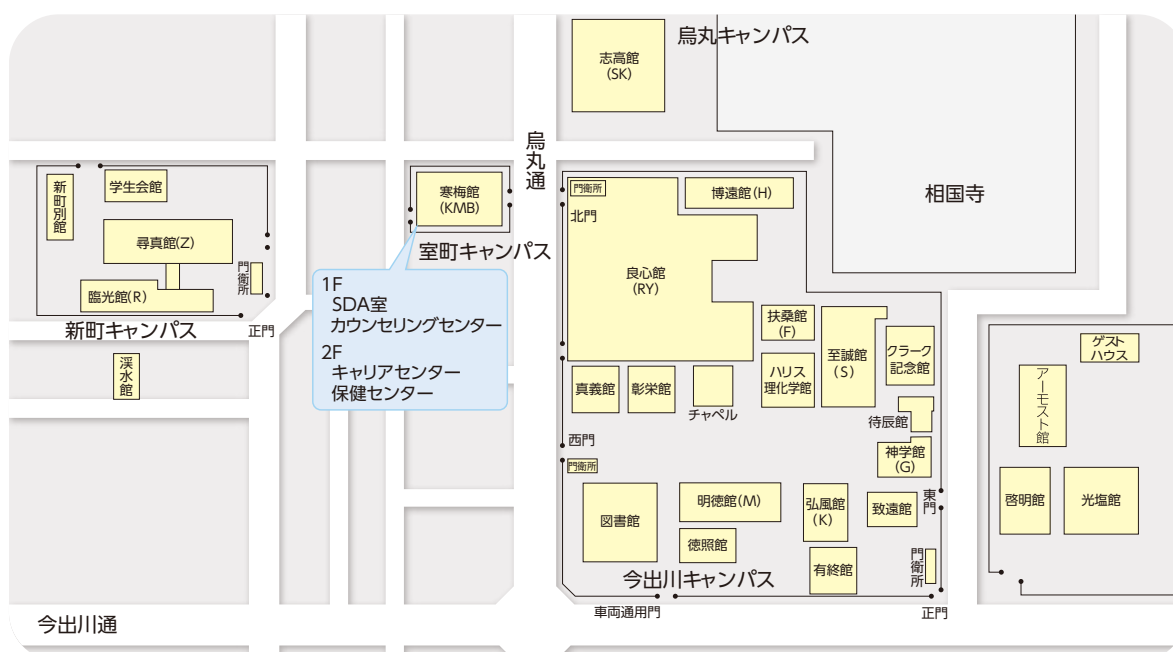 烏丸キャンパス
志高館
(SK)
烏丸通
相国寺
新町別館
学生会館
尋真館(Z)
臨光館(R)
門衛所
新町キャンパス
正門
渓水館
寒梅館
(KMB)
室町キャンパス
1F
SDA室
カウンセリングセンター
2F
キャリアセンター
保健センター
門衛所
北門
博遠館(H)
良心館
(RY)
扶桑館
(F)
至誠館
(S)
クラーク
記念館
真義館
彰栄館
チャペル
ハリス
理化学館
待辰館
神学館
(G)
西門
門衛所
図書館
明徳館(M)
徳照館
弘風館
(K)
致遠館
東門
有終館
門衛所
今出川キャンパス
車両通用門
正門
ゲスト
ハウス
アーモスト館
啓明館
光塩館
今出川通